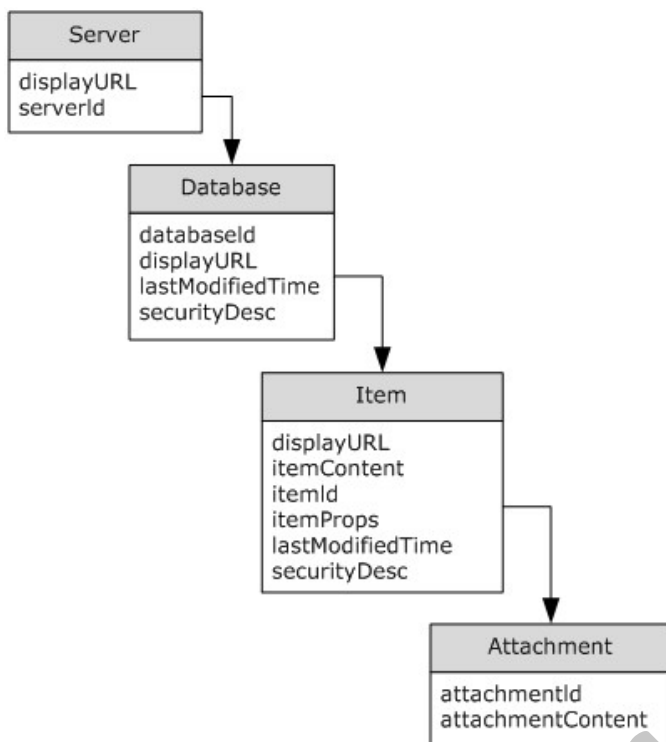 Server
displayURL
serverId
Database
databaseId
displayURL
lastModifiedTime
securityDesc
Item
displayURL
itemContent
itemId
itemProps
lastModifiedTime
securityDesc
Attachment
attachmentId
attachmentContent